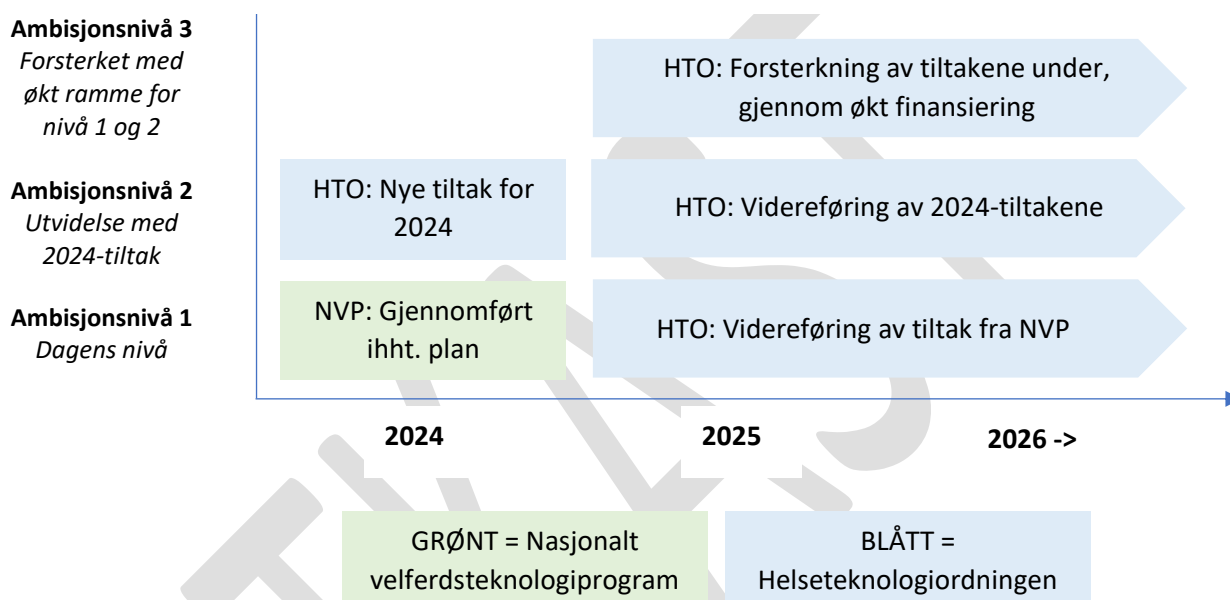 Ambisjonsnivå 3
Forsterket med
økt ramme for
nivå 1 og 2
HTO: Forsterkning av tiltakene under,
gjennom økt finansiering
Ambisjonsnivå 2
Utvidelse med
2024-tiltak
HTO: Nye tiltak for
2024
HTO: Videreføring av 2024-tiltakene
Ambisjonsnivå 1
Dagens nivå
NVP: Gjennomført
ihht. plan
HTO: Videreføring av tiltak fra NVP
2024
2025
2026 ->
GRØNT = Nasjonalt
velferdsteknologiprogram
BLÅTT =
Helseteknologiordningen